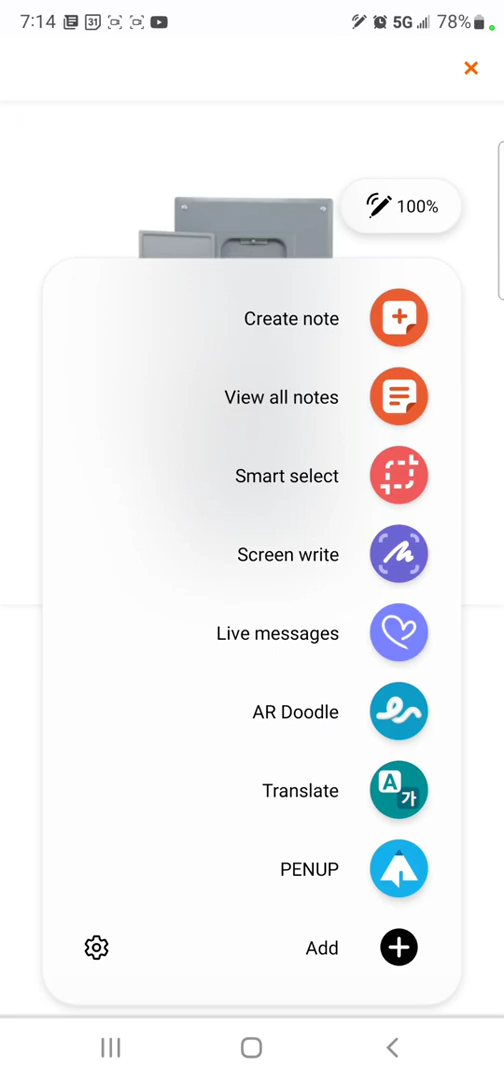 7:14 31 5G 78%
100%
Create note
View all notes
Smart select
Screen write
Live messages
AR Doodle
A 가 Translate
PENUP
Add